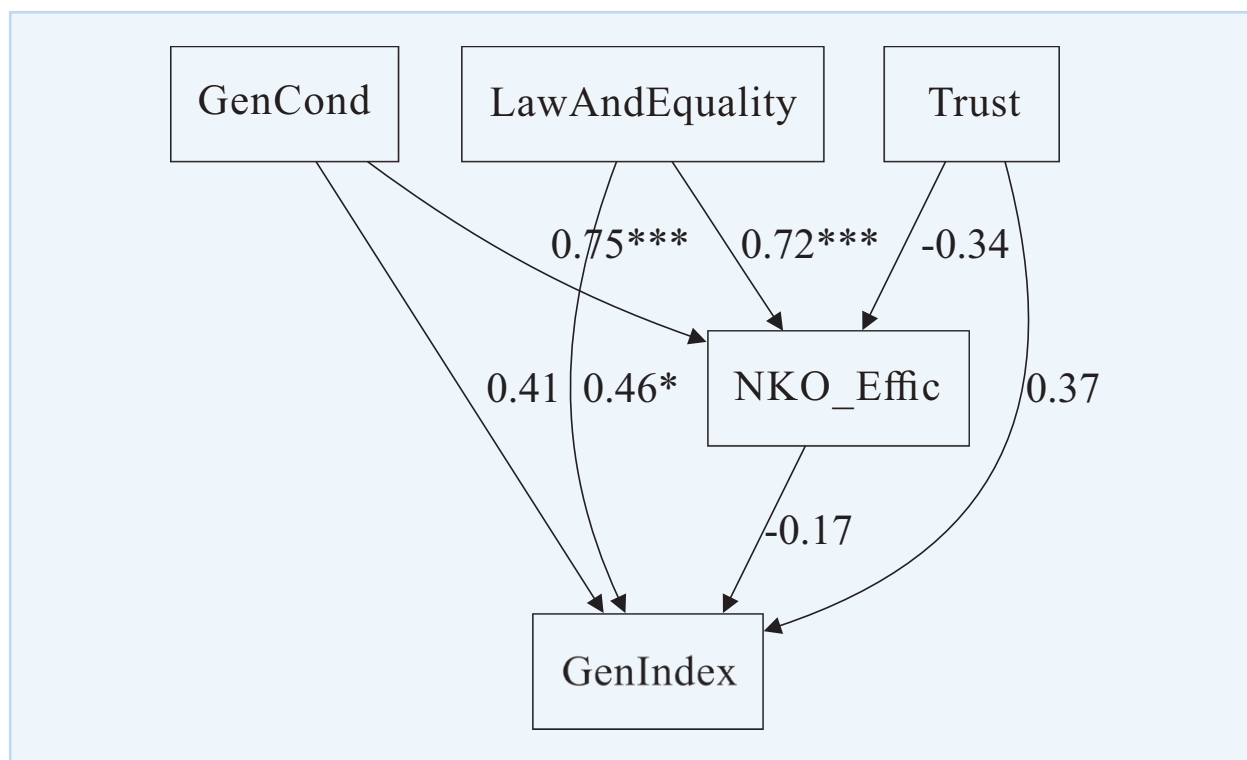 GenCond
LawAndEquality
Trust
0.75***
0.72***
-0.34
0.41
0.46*
NKO_Effic
0.37
-0.17
GenIndex